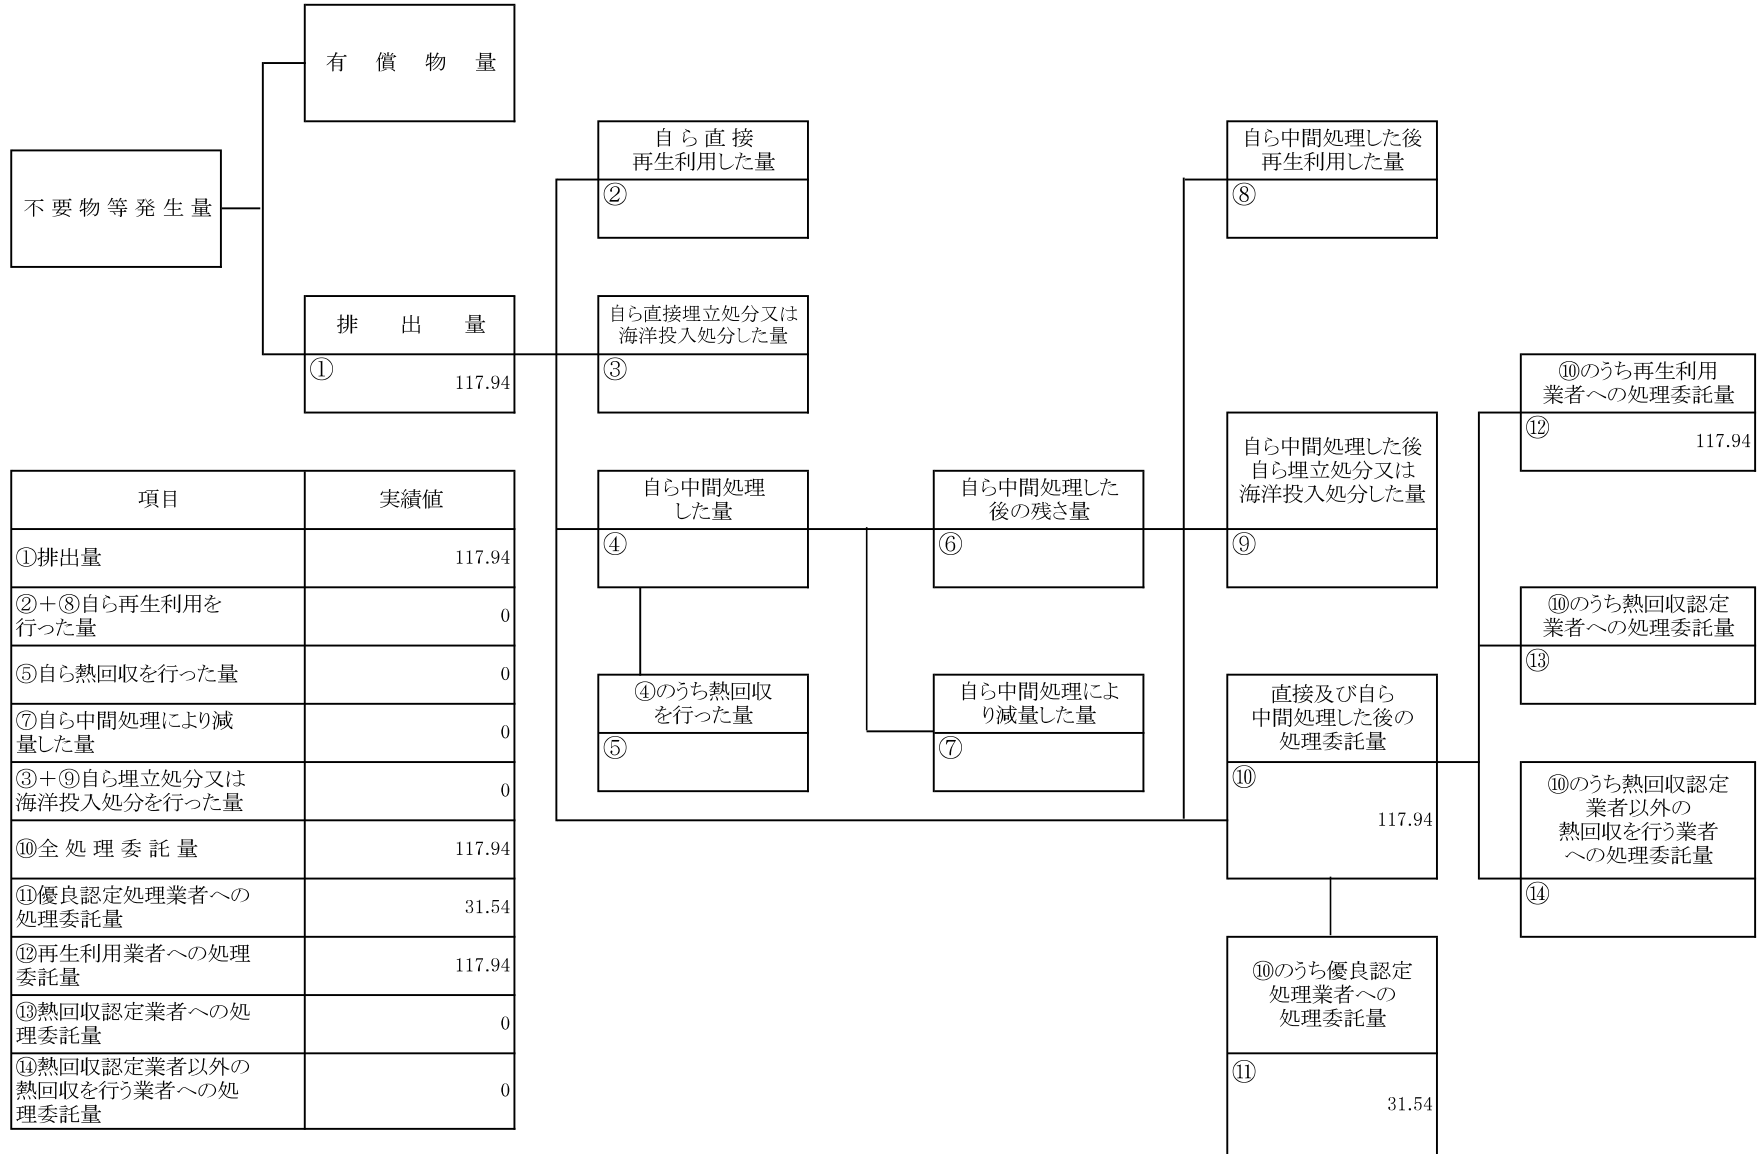 有 償 物 量
不要物等発生量
排 出 量
①
117.94
自ら直接
再生利用した量
②
自ら直接埋立処分又は
海洋投入処分した量
③
自ら中間処理
した量
④
④のうち熱回収
を行った量
⑤
自ら中間処理した
後の残さ量
⑥
自ら中間処理によ
り減量した量
⑦
自ら中間処理した後
再生利用した量
⑧
自ら中間処理した後
自ら埋立処分又は
海洋投入処分した量
⑨
直接及び自ら
中間処理した後の
処理委託量
⑩
117.94
⑩のうち優良認定
処理業者への
処理委託量
⑪
31.54
⑩のうち再生利用
業者への処理委託量
⑫
117.94
⑩のうち熱回収認定
業者への処理委託量
⑬
⑩のうち熱回収認定
業者以外の
熱回収を行う業者
への処理委託量
⑭
項目 実績値
①排出量 117.94
②＋⑧自ら再生利用を
行った量 0
⑤自ら熱回収を行った量 0
⑦自ら中間処理により減
量した量 0
③＋⑨自ら埋立処分又は
海洋投入処分を行った量 0
⑩全処理委託量 117.94
⑪優良認定処理業者への
処理委託量 31.54
⑫再生利用業者への処理
委託量 117.94
⑬熱回収認定業者への処
理委託量 0
⑭熱回収認定業者以外の
熱回収を行う業者への処 0
理委託量